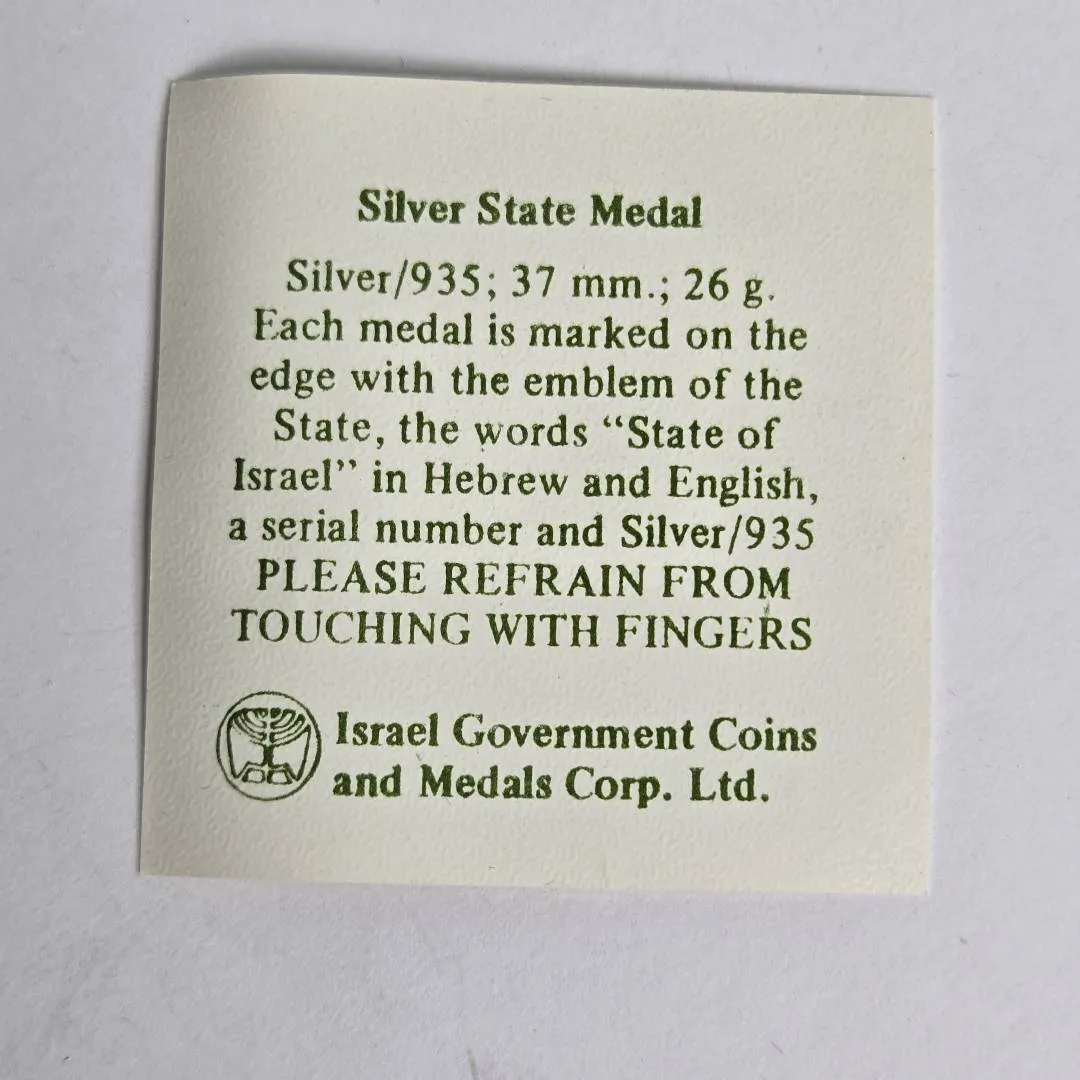 Silver State Medal
Silver/935; 37 mm.; 26 g.
Each medal is marked on the
edge with the emblem of the
State, the words “State of
Israel” in Hebrew and English,
a serial number and Silver/935
PLEASE REFRAIN FROM
TOUCHING WITH FINGERS
Israel Government Coins
and Medals Corp. Ltd.